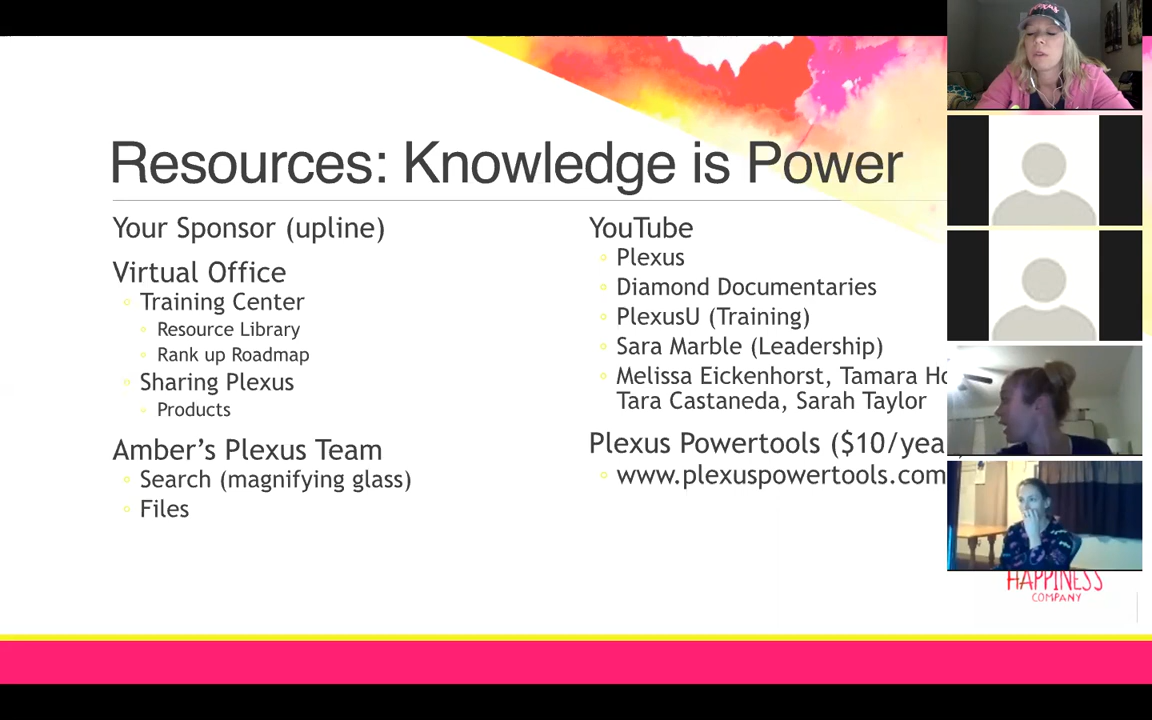 Resources: Knowledge is Power
Your Sponsor (upline)
Virtual Office
Training Center
Resource Library
Rank up Roadmap
Sharing Plexus
Products
Amber's Plexus Team
Search (magnifying glass)
Files
YouTube
Plexus
Diamond Documentaries
PlexusU (Training)
Sara Marble (Leadership)
Melissa Eickenhorst, Tamara
Tara Castaneda, Sarah Taylor
Plexus Powertools ($10/yea
www.plexuspowertools.com
HAPPINESS
COMPANY